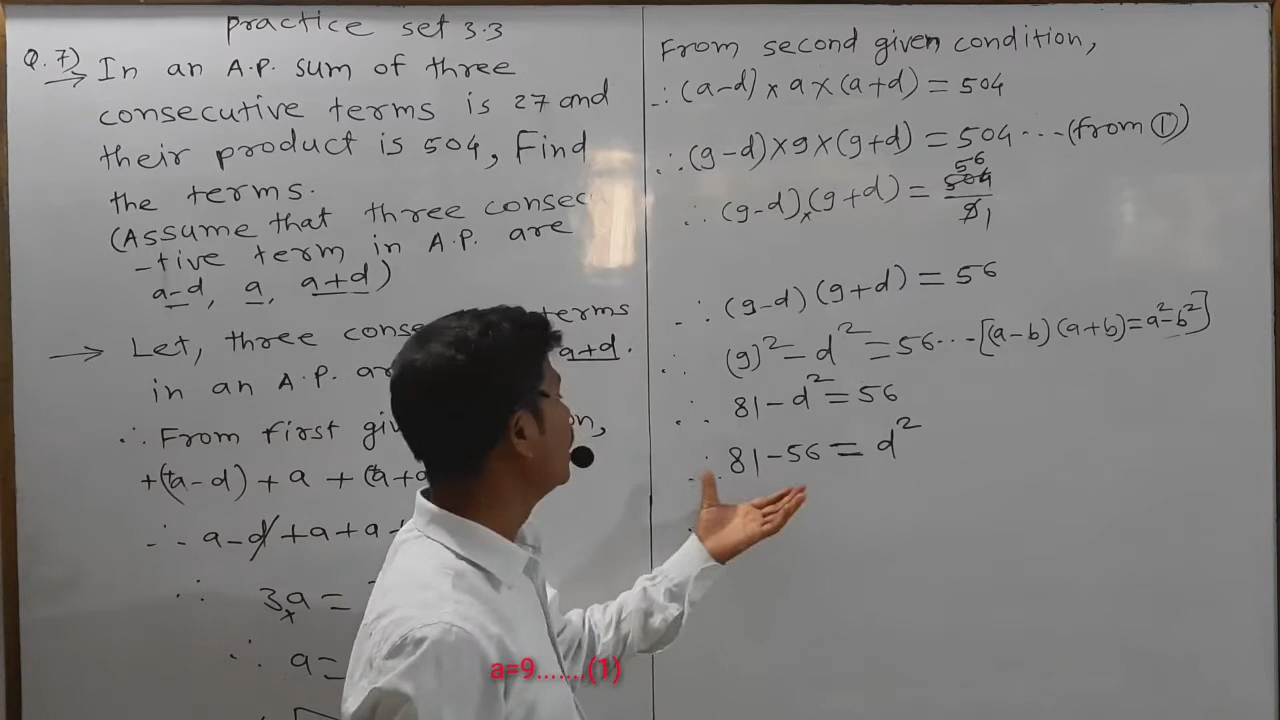 practice set 3.3
Q.7) In an A.P. sum of three
consecutive terms is 27 and
their product is 504, Find
the terms.
(Assume that three consec
-tive term in A.P. are
a-d, a, a+d)
→ Let, three terms
in an A.P. a+d.
∴ From first
+(a-d) + a +
∴ a-d+a+a
∴ 3a =
∴ a=
From second given condition,
∴ (a-d) × a × (a+d) = 504
∴ (9-d)×9×(9+d) = 504 ---(from ①)
56
∴ (9-d)×(9+d) = 504
9 1
∴ (9-d) (9+d) = 56
∴ (9)² - d² = 56 ---[(a-b)(a+b)=a²-b²]
∴ 81-d² = 56
∴ 81-56 = d²
a=9.......(1)